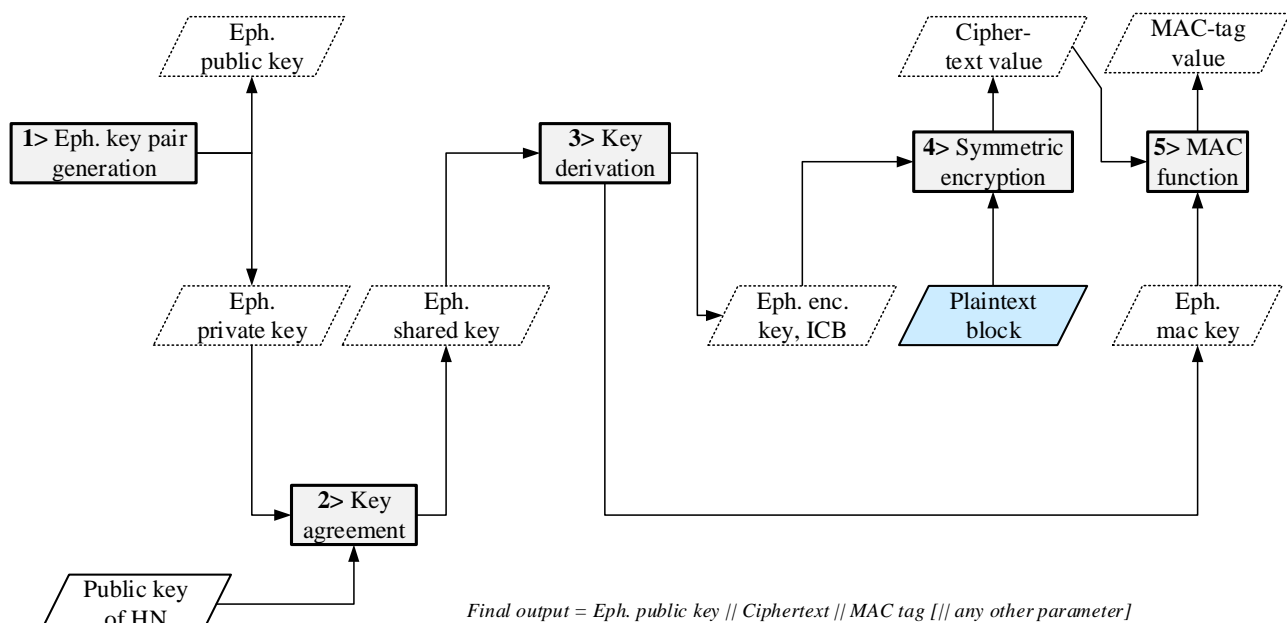 Eph.
public key
Cipher-
text value
MAC-tag
value
1> Eph. key pair
generation
3> Key
derivation
4> Symmetric
encryption
5> MAC
function
Eph.
private key
Eph.
shared key
Eph. enc.
key, ICB
Plaintext
block
Eph.
mac key
2> Key
agreement
Public key
of HN
Final output = Eph. public key || Ciphertext || MAC tag [|| any other parameter]